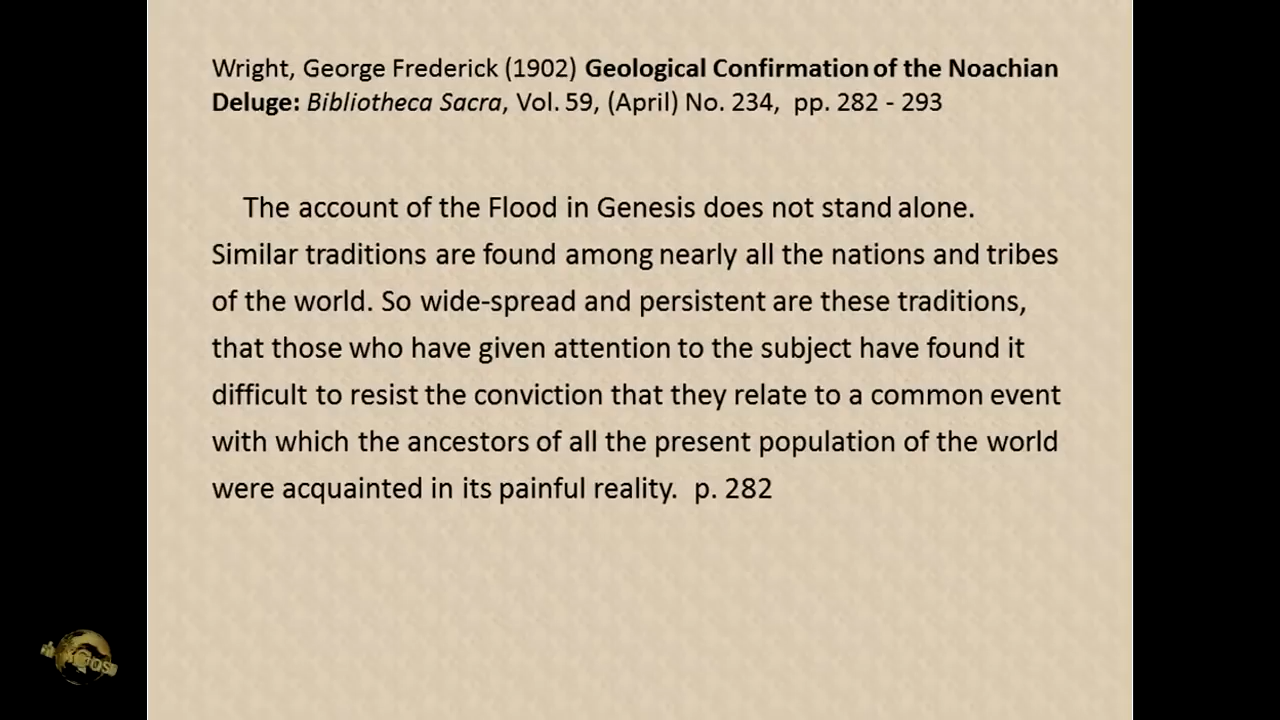 Wright, George Frederick (1902) Geological Confirmation of the Noachian
Deluge: Bibliotheca Sacra, Vol. 59, (April) No. 234, pp. 282 - 293
The account of the Flood in Genesis does not stand alone.
Similar traditions are found among nearly all the nations and tribes
of the world. So wide-spread and persistent are these traditions,
that those who have given attention to the subject have found it
difficult to resist the conviction that they relate to a common event
with which the ancestors of all the present population of the world
were acquainted in its painful reality. p. 282